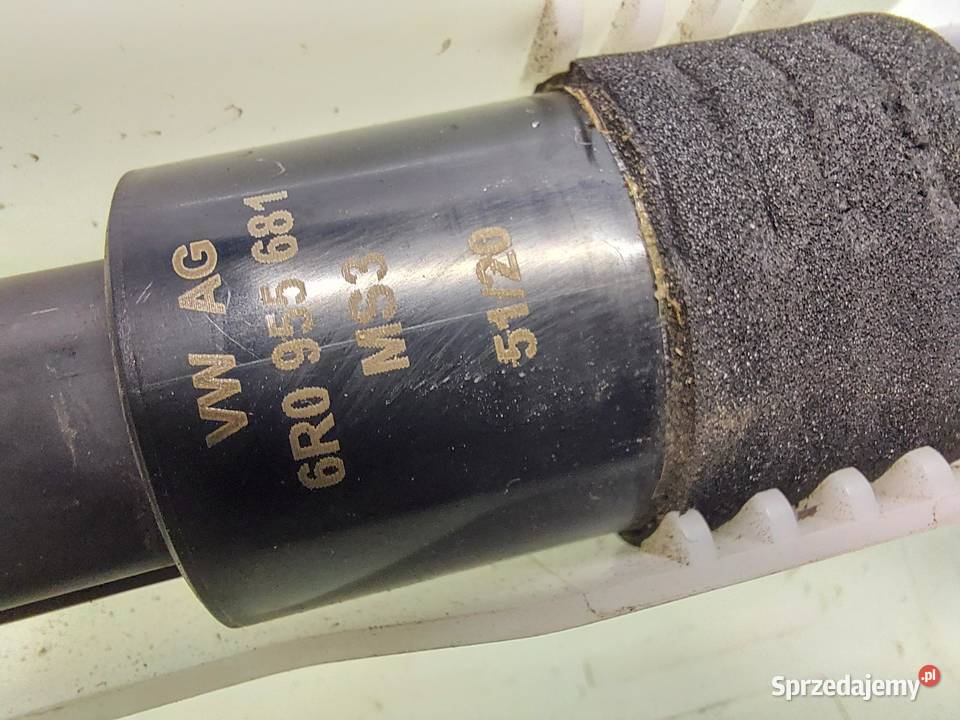 VW AG
6R0 955 681
MS3
51/20
Sprzedajemy.pl